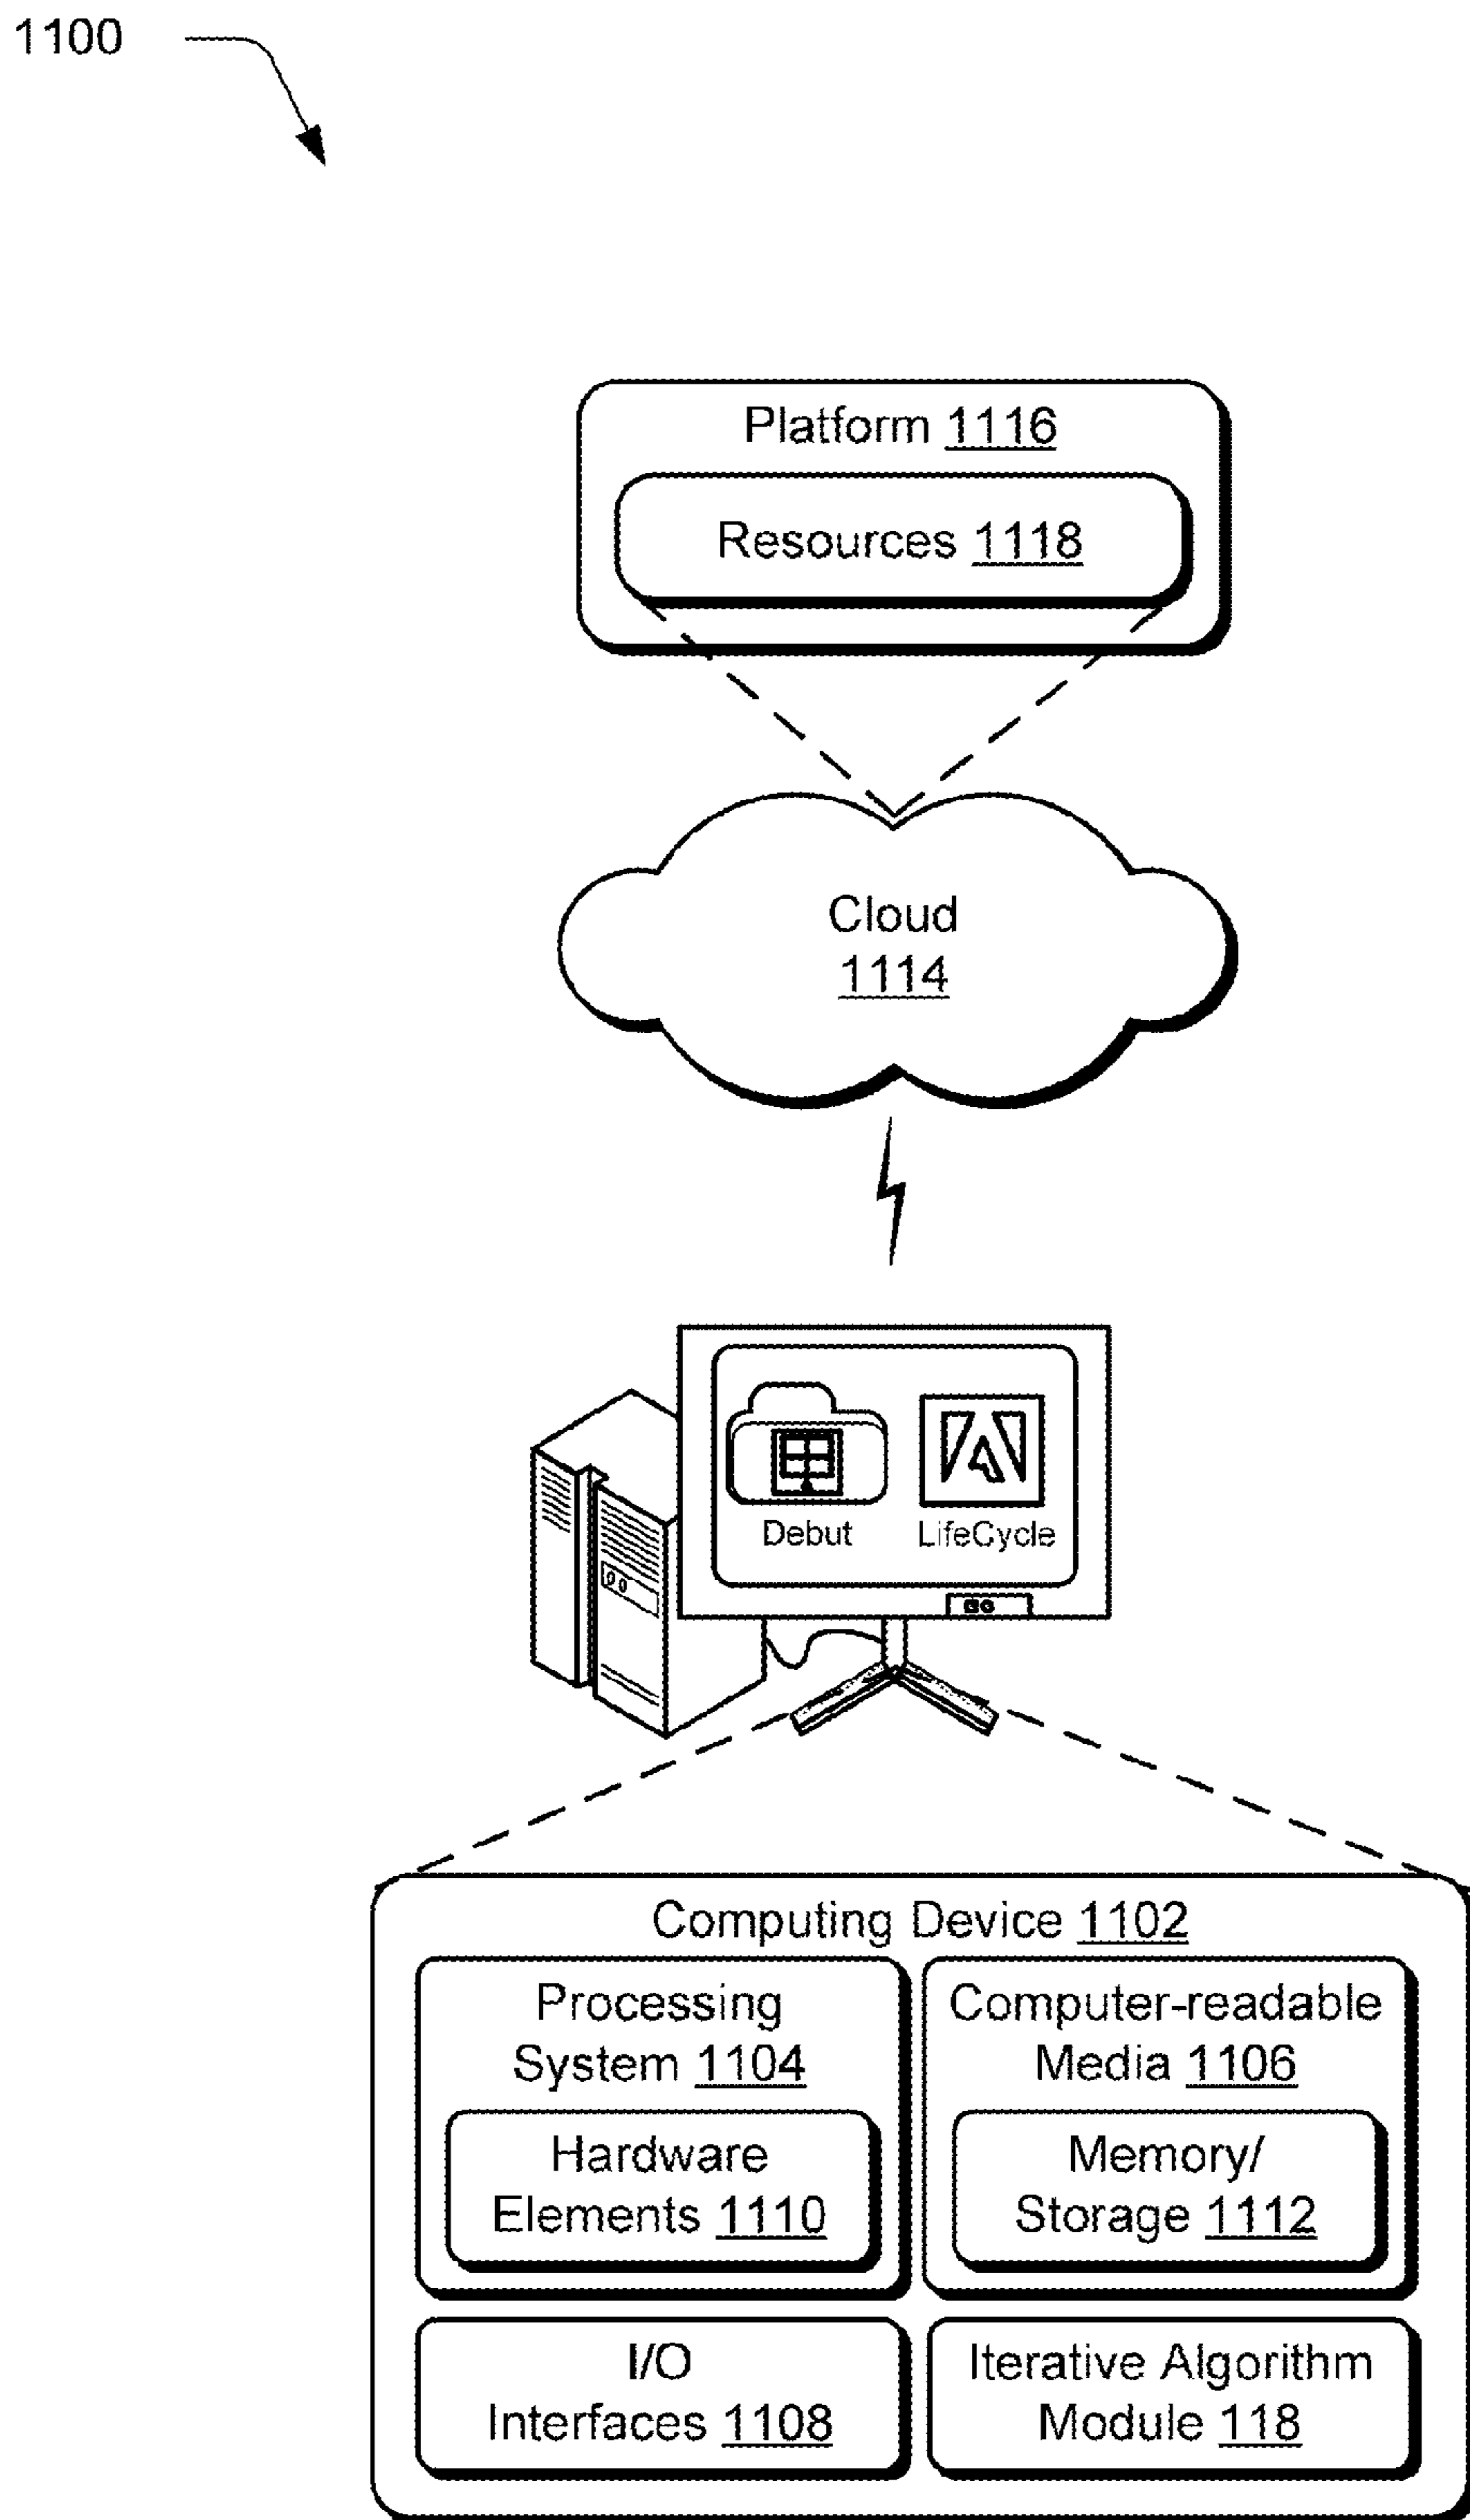 1100
Platform 1116
Resources 1118
Cloud
1114
Debut
LifeCycle
Computing Device 1102
Processing
System 1104
Hardware
Elements 1110
Computer-readable
Media 1106
Memory/
Storage 1112
I/O
Interfaces 1108
Iterative Algorithm
Module 118